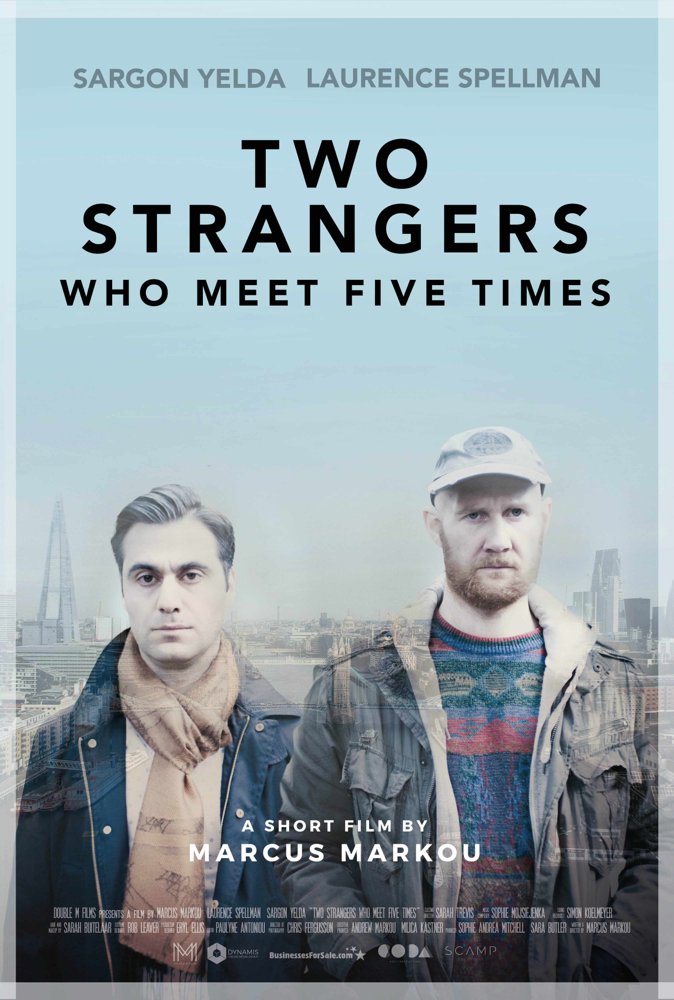 SARGON YELDA LAURENCE SPELLMAN
TWO
STRANGERS
WHO MEET FIVE TIMES
A SHORT FILM BY
MARCUS MARKOU
DOUBLE M FILMS PRESENTS A FILM BY MARCUS MARKOU LAURENCE SPELLMAN SARGON YELDA "TWO STRANGERS WHO MEET FIVE TIMES" CASTING DIRECTOR SARAH TREVIS MUSIC COMPOSER SOPHIE MOJSIEJENKA SOUND RECORDIST SIMON KOELMEYER
HAIR AND MAKEUP BY SARAH BUITELAAR COSTUME DESIGNER ROB LEAVER PRODUCTION DESIGNER ERYL ELLIS EDITOR PAULYNE ANTONIOU DIRECTOR OF PHOTOGRAPHY CHRIS FERGUSSON EXECUTIVE PRODUCER ANDREW MARKOU MILICA KASTNER PRODUCER SOPHIE ANDREA MITCHELL SARA BUTLER WRITTEN & DIRECTED BY MARCUS MARKOU
DOUBLE M FILMS
DYNAMIS
ONLINE MEDIA GROUP
BusinessesForSale.com
CODA
POST PRODUCTION
SCAMP
SOLUTIONS